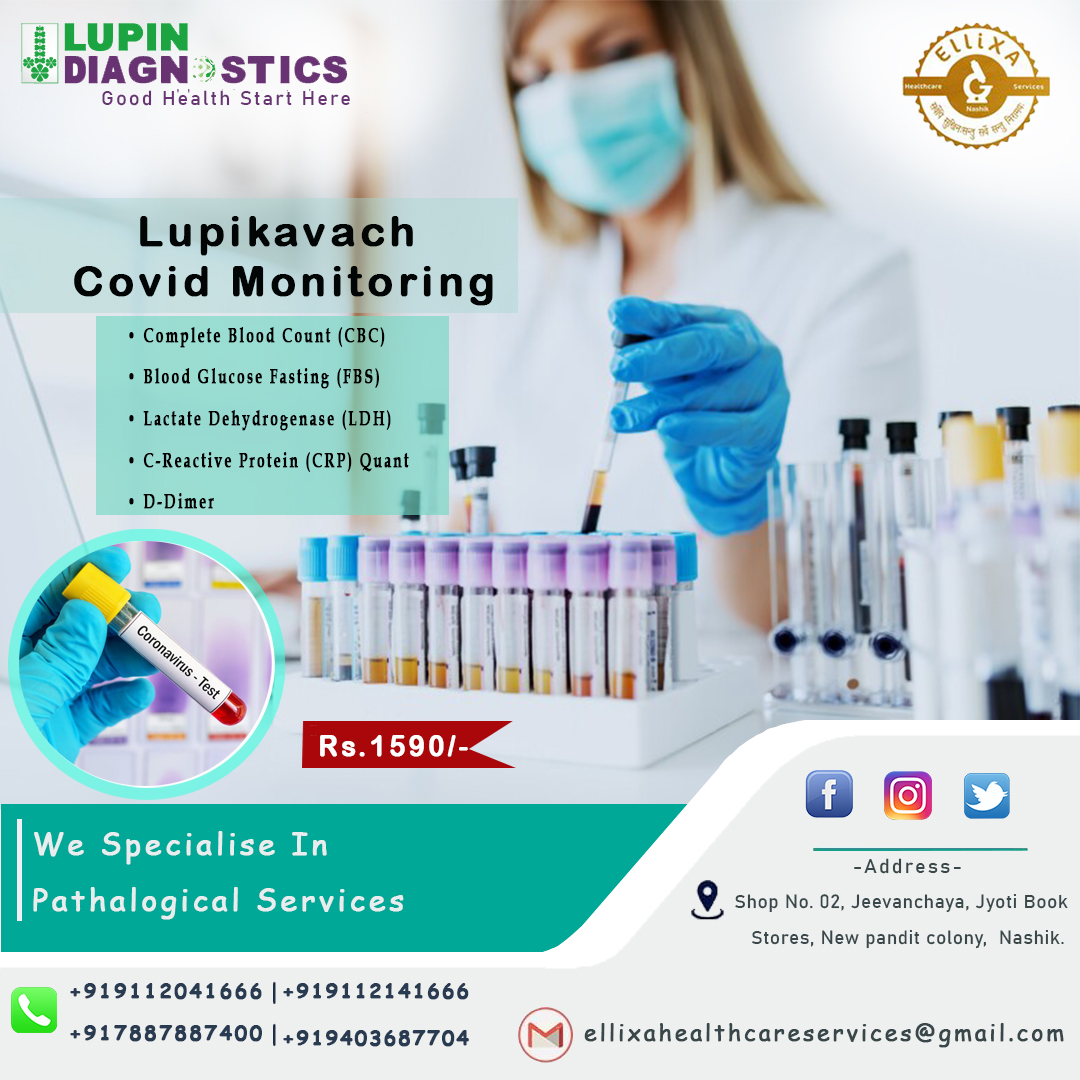 LUPIN
DIAGNOSTICS
Good Health Start Here
ELLiXA
Healthcare Services
Nashik
Lupikavach
Covid Monitoring
• Complete Blood Count (CBC)
• Blood Glucose Fasting (FBS)
• Lactate Dehydrogenase (LDH)
• C-Reactive Protein (CRP) Quant
• D-Dimer
Coronavirus - Test
Rs.1590/-
We Specialise In
Pathalogical Services
-Address-
Shop No. 02, Jeevanchaya, Jyoti Book
Stores, New pandit colony, Nashik.
+919112041666 | +919112141666
+917887887400 | +919403687704
ellixahealthcareservices@gmail.com